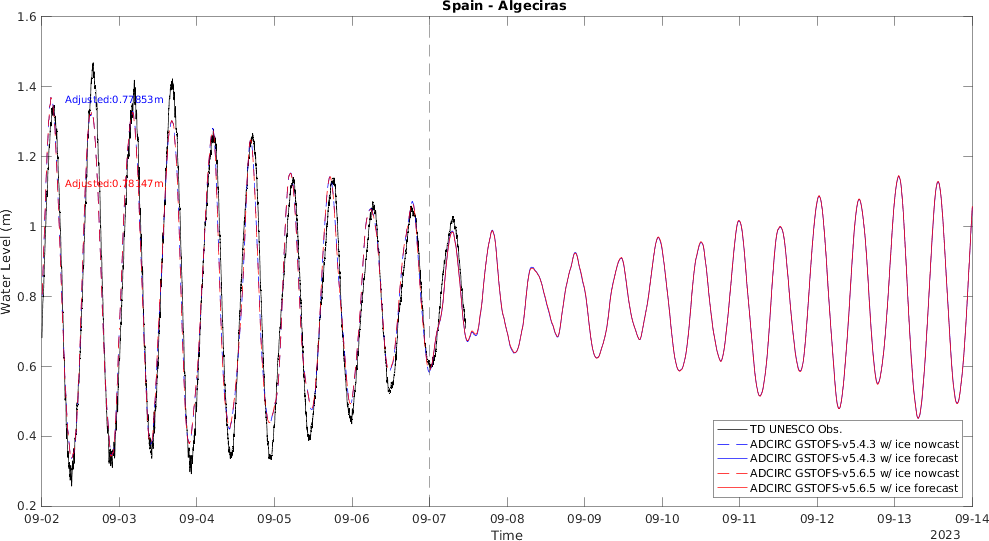 Spain - Algeciras
1.6
1.4
1.2
1
0.8
0.6
0.4
0.2
Water Level (m)
Adjusted:0.77853m
Adjusted:0.78147m
TD UNESCO Obs.
ADCIRC GSTOFS-v5.4.3 w/ ice nowcast
ADCIRC GSTOFS-v5.4.3 w/ ice forecast
ADCIRC GSTOFS-v5.6.5 w/ ice nowcast
ADCIRC GSTOFS-v5.6.5 w/ ice forecast
09-02 09-03 09-04 09-05 09-06 09-07 09-08 09-09 09-10 09-11 09-12 09-13 09-14
Time
2023